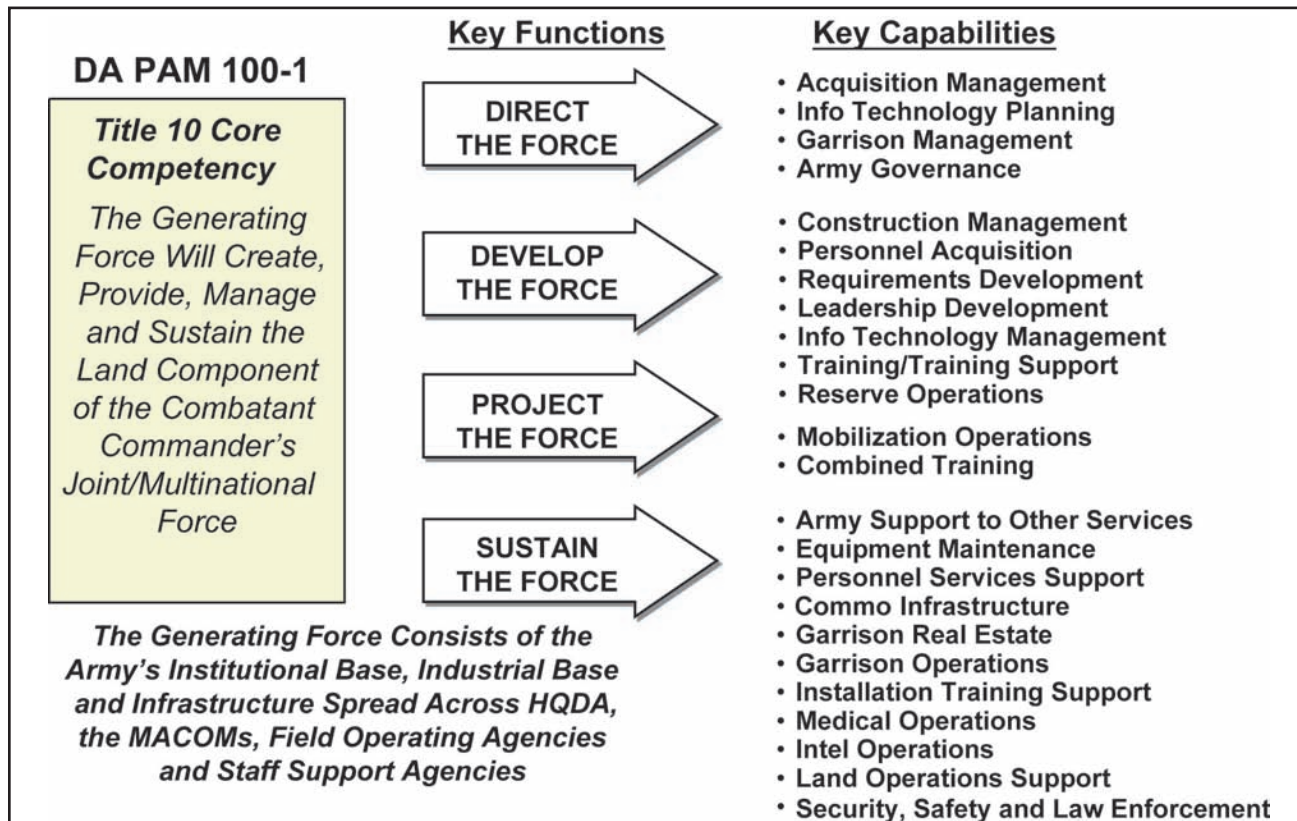 DA PAM 100-1
Title 10 Core
Competency
The Generating
Force Will Create,
Provide, Manage
and Sustain the
Land Component
of the Combatant
Commander's
Joint/Multinational
Force
The Generating Force Consists of the
Army's Institutional Base, Industrial Base
and Infrastructure Spread Across HQDA,
the MACOMs, Field Operating Agencies
and Staff Support Agencies
Key Functions
DIRECT
THE FORCE
DEVELOP
THE FORCE
PROJECT
THE FORCE
SUSTAIN
THE FORCE
Key Capabilities
• Acquisition Management
• Info Technology Planning
• Garrison Management
• Army Governance
• Construction Management
• Personnel Acquisition
• Requirements Development
• Leadership Development
• Info Technology Management
• Training/Training Support
• Reserve Operations
• Mobilization Operations
• Combined Training
• Army Support to Other Services
• Equipment Maintenance
• Personnel Services Support
• Commo Infrastructure
• Garrison Real Estate
• Garrison Operations
• Installation Training Support
• Medical Operations
• Intel Operations
• Land Operations Support
• Security, Safety and Law Enforcement